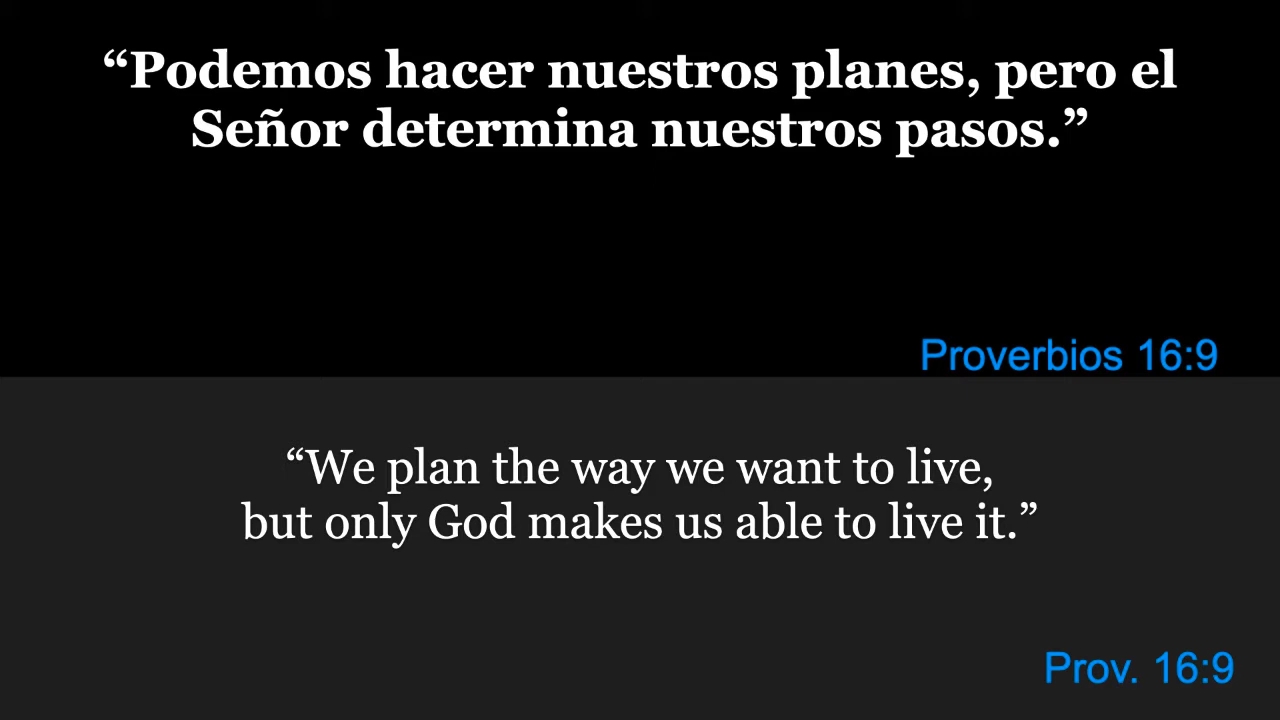 “Podemos hacer nuestros planes, pero el
Señor determina nuestros pasos.”
Proverbios 16:9
“We plan the way we want to live,
but only God makes us able to live it.”
Prov. 16:9